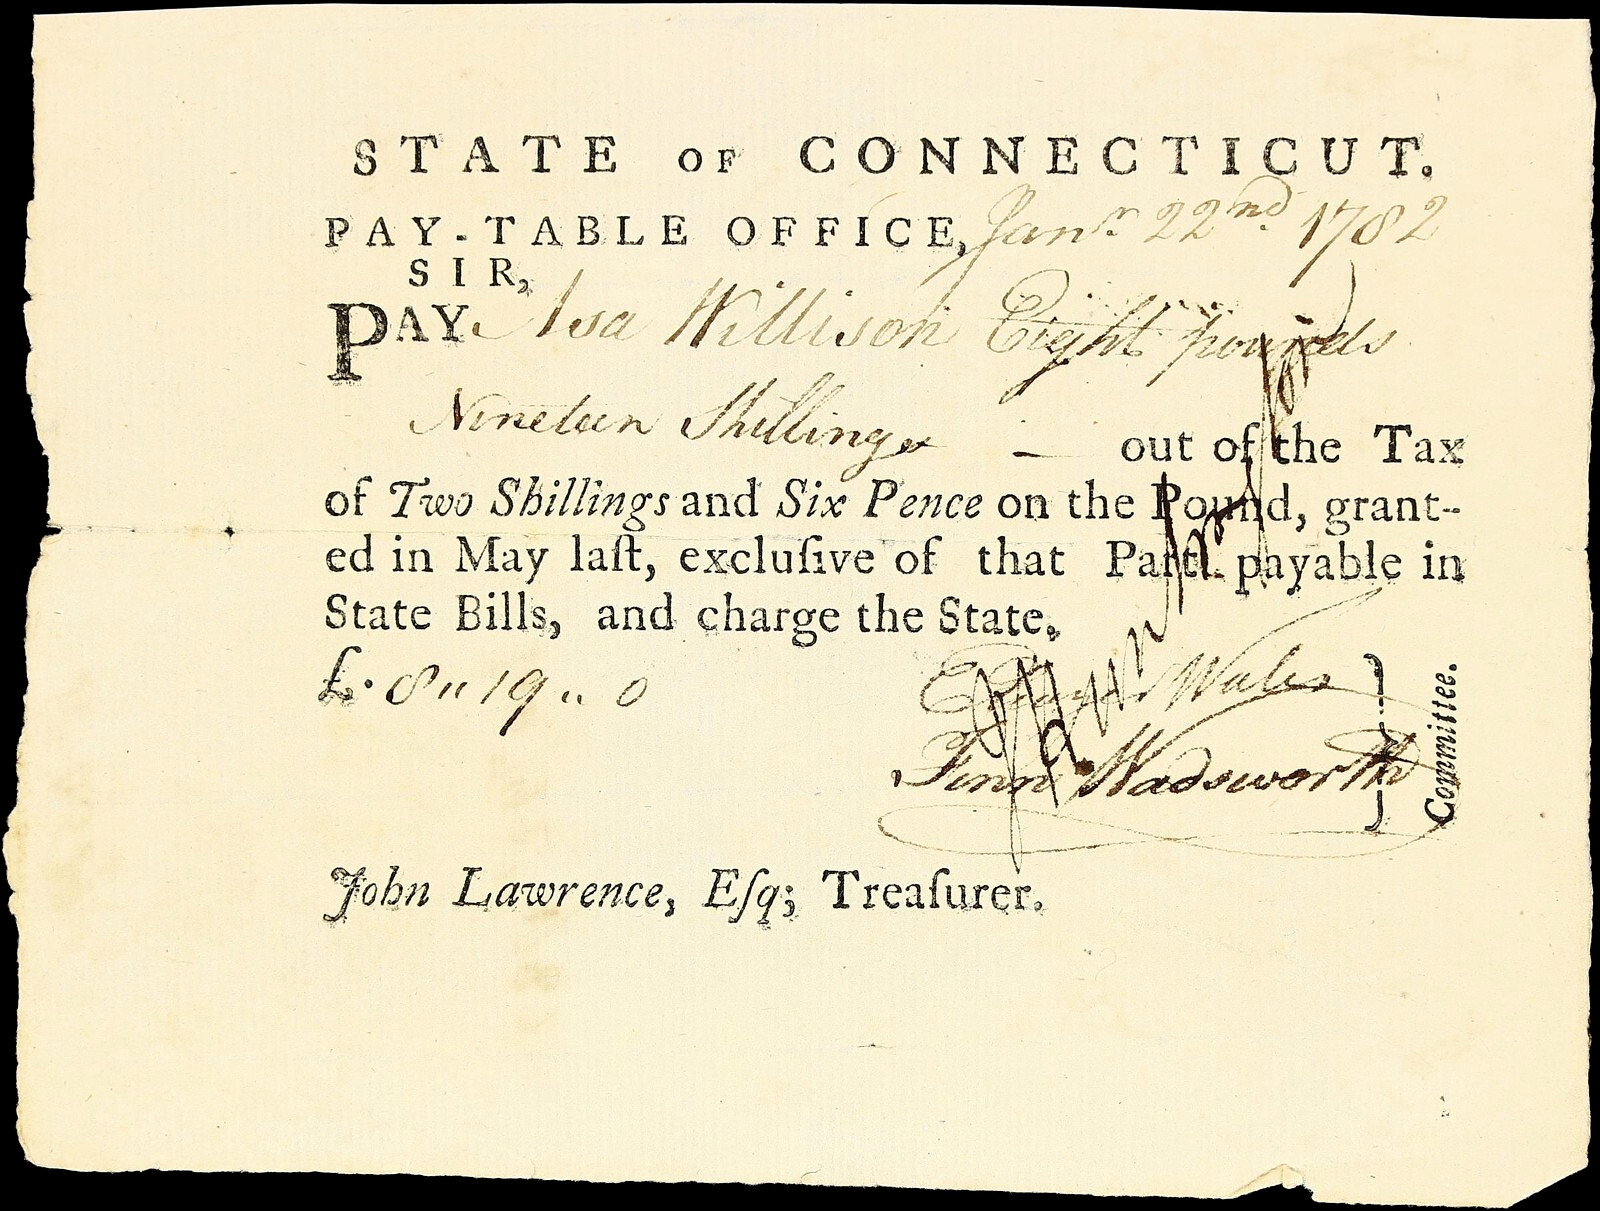 STATE OF CONNECTICUT.
PAY-TABLE OFFICE, Janr. 22nd. 1782
SIR,
PAY Asa Willison Eight pounds
Nineteen Shillings — out of the Tax
of Two Shillings and Six Pence on the Pound, grant-
ed in May laſt, excluſive of that Part payable in
State Bills, and charge the State.
£. 8 " 19 " 0
Wales
Fenn Wadsworth
Committee.
John Lawrence, Eſq; Treaſurer.